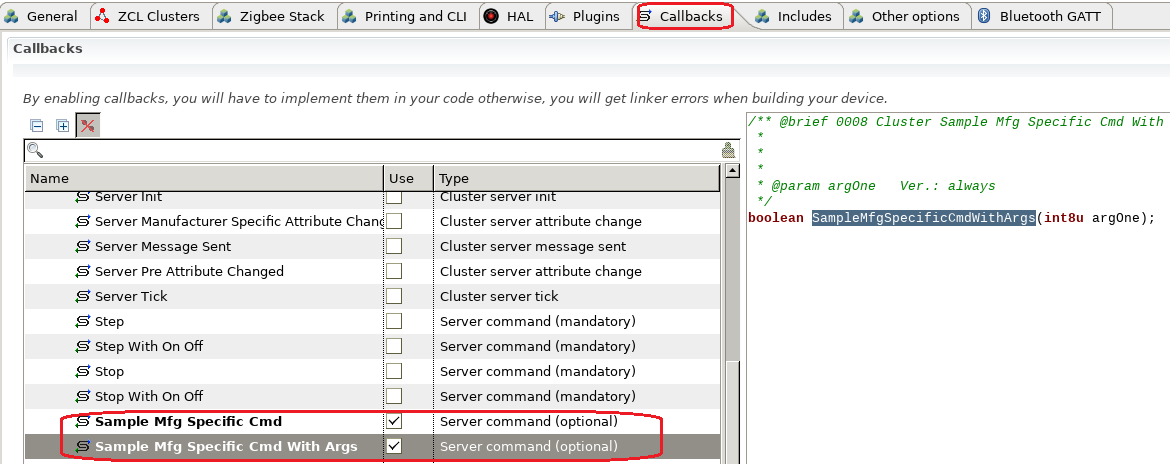 General ZCL Clusters Zigbee Stack Printing and CLI HAL Plugins Callbacks Includes Other options Bluetooth GATT
Callbacks
By enabling callbacks, you will have to implement them in your code otherwise, you will get linker errors when building your device.
Name Use Type
Server Init Cluster server init
Server Manufacturer Specific Attribute Chang Cluster server attribute change
Server Message Sent Cluster server message sent
Server Pre Attribute Changed Cluster server attribute change
Server Tick Cluster server tick
Step Server command (mandatory)
Step With On Off Server command (mandatory)
Stop Server command (mandatory)
Stop With On Off Server command (mandatory)
Sample Mfg Specific Cmd Server command (optional)
Sample Mfg Specific Cmd With Args Server command (optional)
/** @brief 0008 Cluster Sample Mfg Specific Cmd With
*
*
*
* @param argOne   Ver.: always
*/
boolean SampleMfgSpecificCmdWithArgs(int8u argOne);